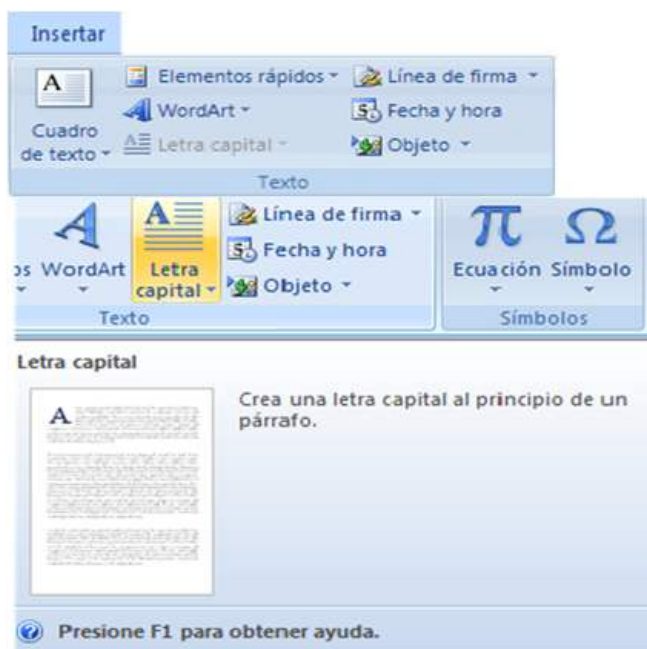 Insertar
A Elementos rápidos Línea de firma
Cuadro de texto WordArt Fecha y hora
Letra capital Objeto
Texto
os WordArt Letra capital Línea de firma
Fecha y hora
Objeto
π Ω
Ecuación Símbolo
Texto Símbolos
Letra capital
A
Crea una letra capital al principio de un
párrafo.
Presione F1 para obtener ayuda.